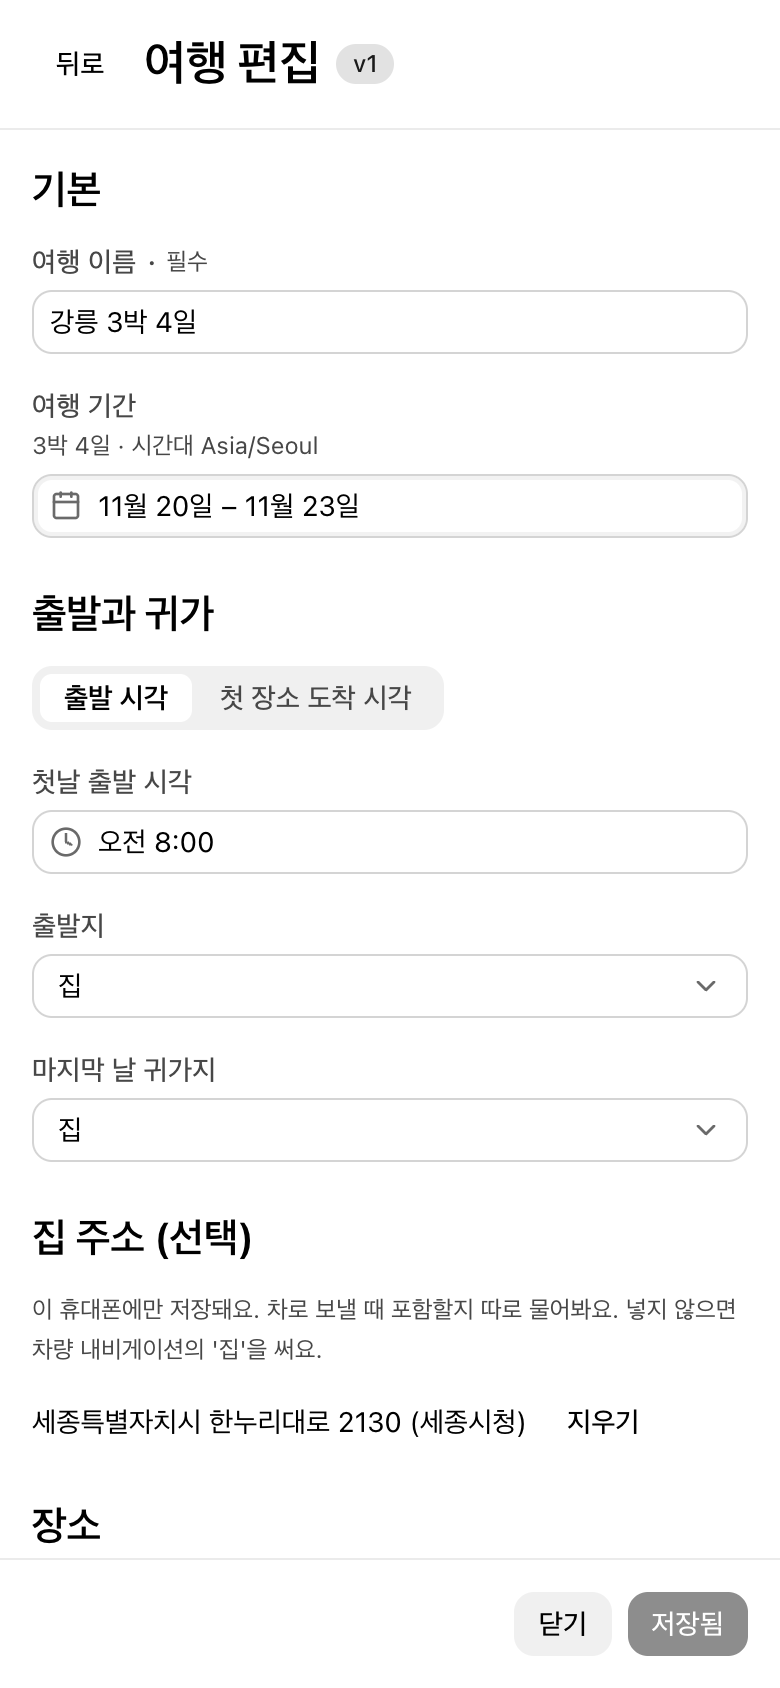 뒤로 여행 편집 v1
기본
여행 이름 · 필수
강릉 3박 4일
여행 기간
3박 4일 · 시간대 Asia/Seoul
11월 20일 – 11월 23일
출발과 귀가
출발 시각 첫 장소 도착 시각
첫날 출발 시각
오전 8:00
출발지
집
마지막 날 귀가지
집
집 주소 (선택)
이 휴대폰에만 저장돼요. 차로 보낼 때 포함할지 따로 물어봐요. 넣지 않으면
차량 내비게이션의 '집'을 써요.
세종특별자치시 한누리대로 2130 (세종시청) 지우기
장소
닫기 저장됨